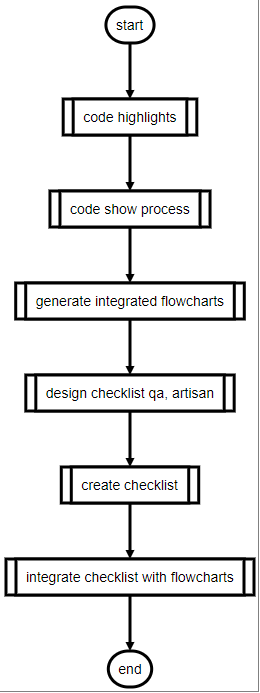 start
code highlights
code show process
generate integrated flowcharts
design checklist qa, artisan
create checklist
integrate checklist with flowcharts
end